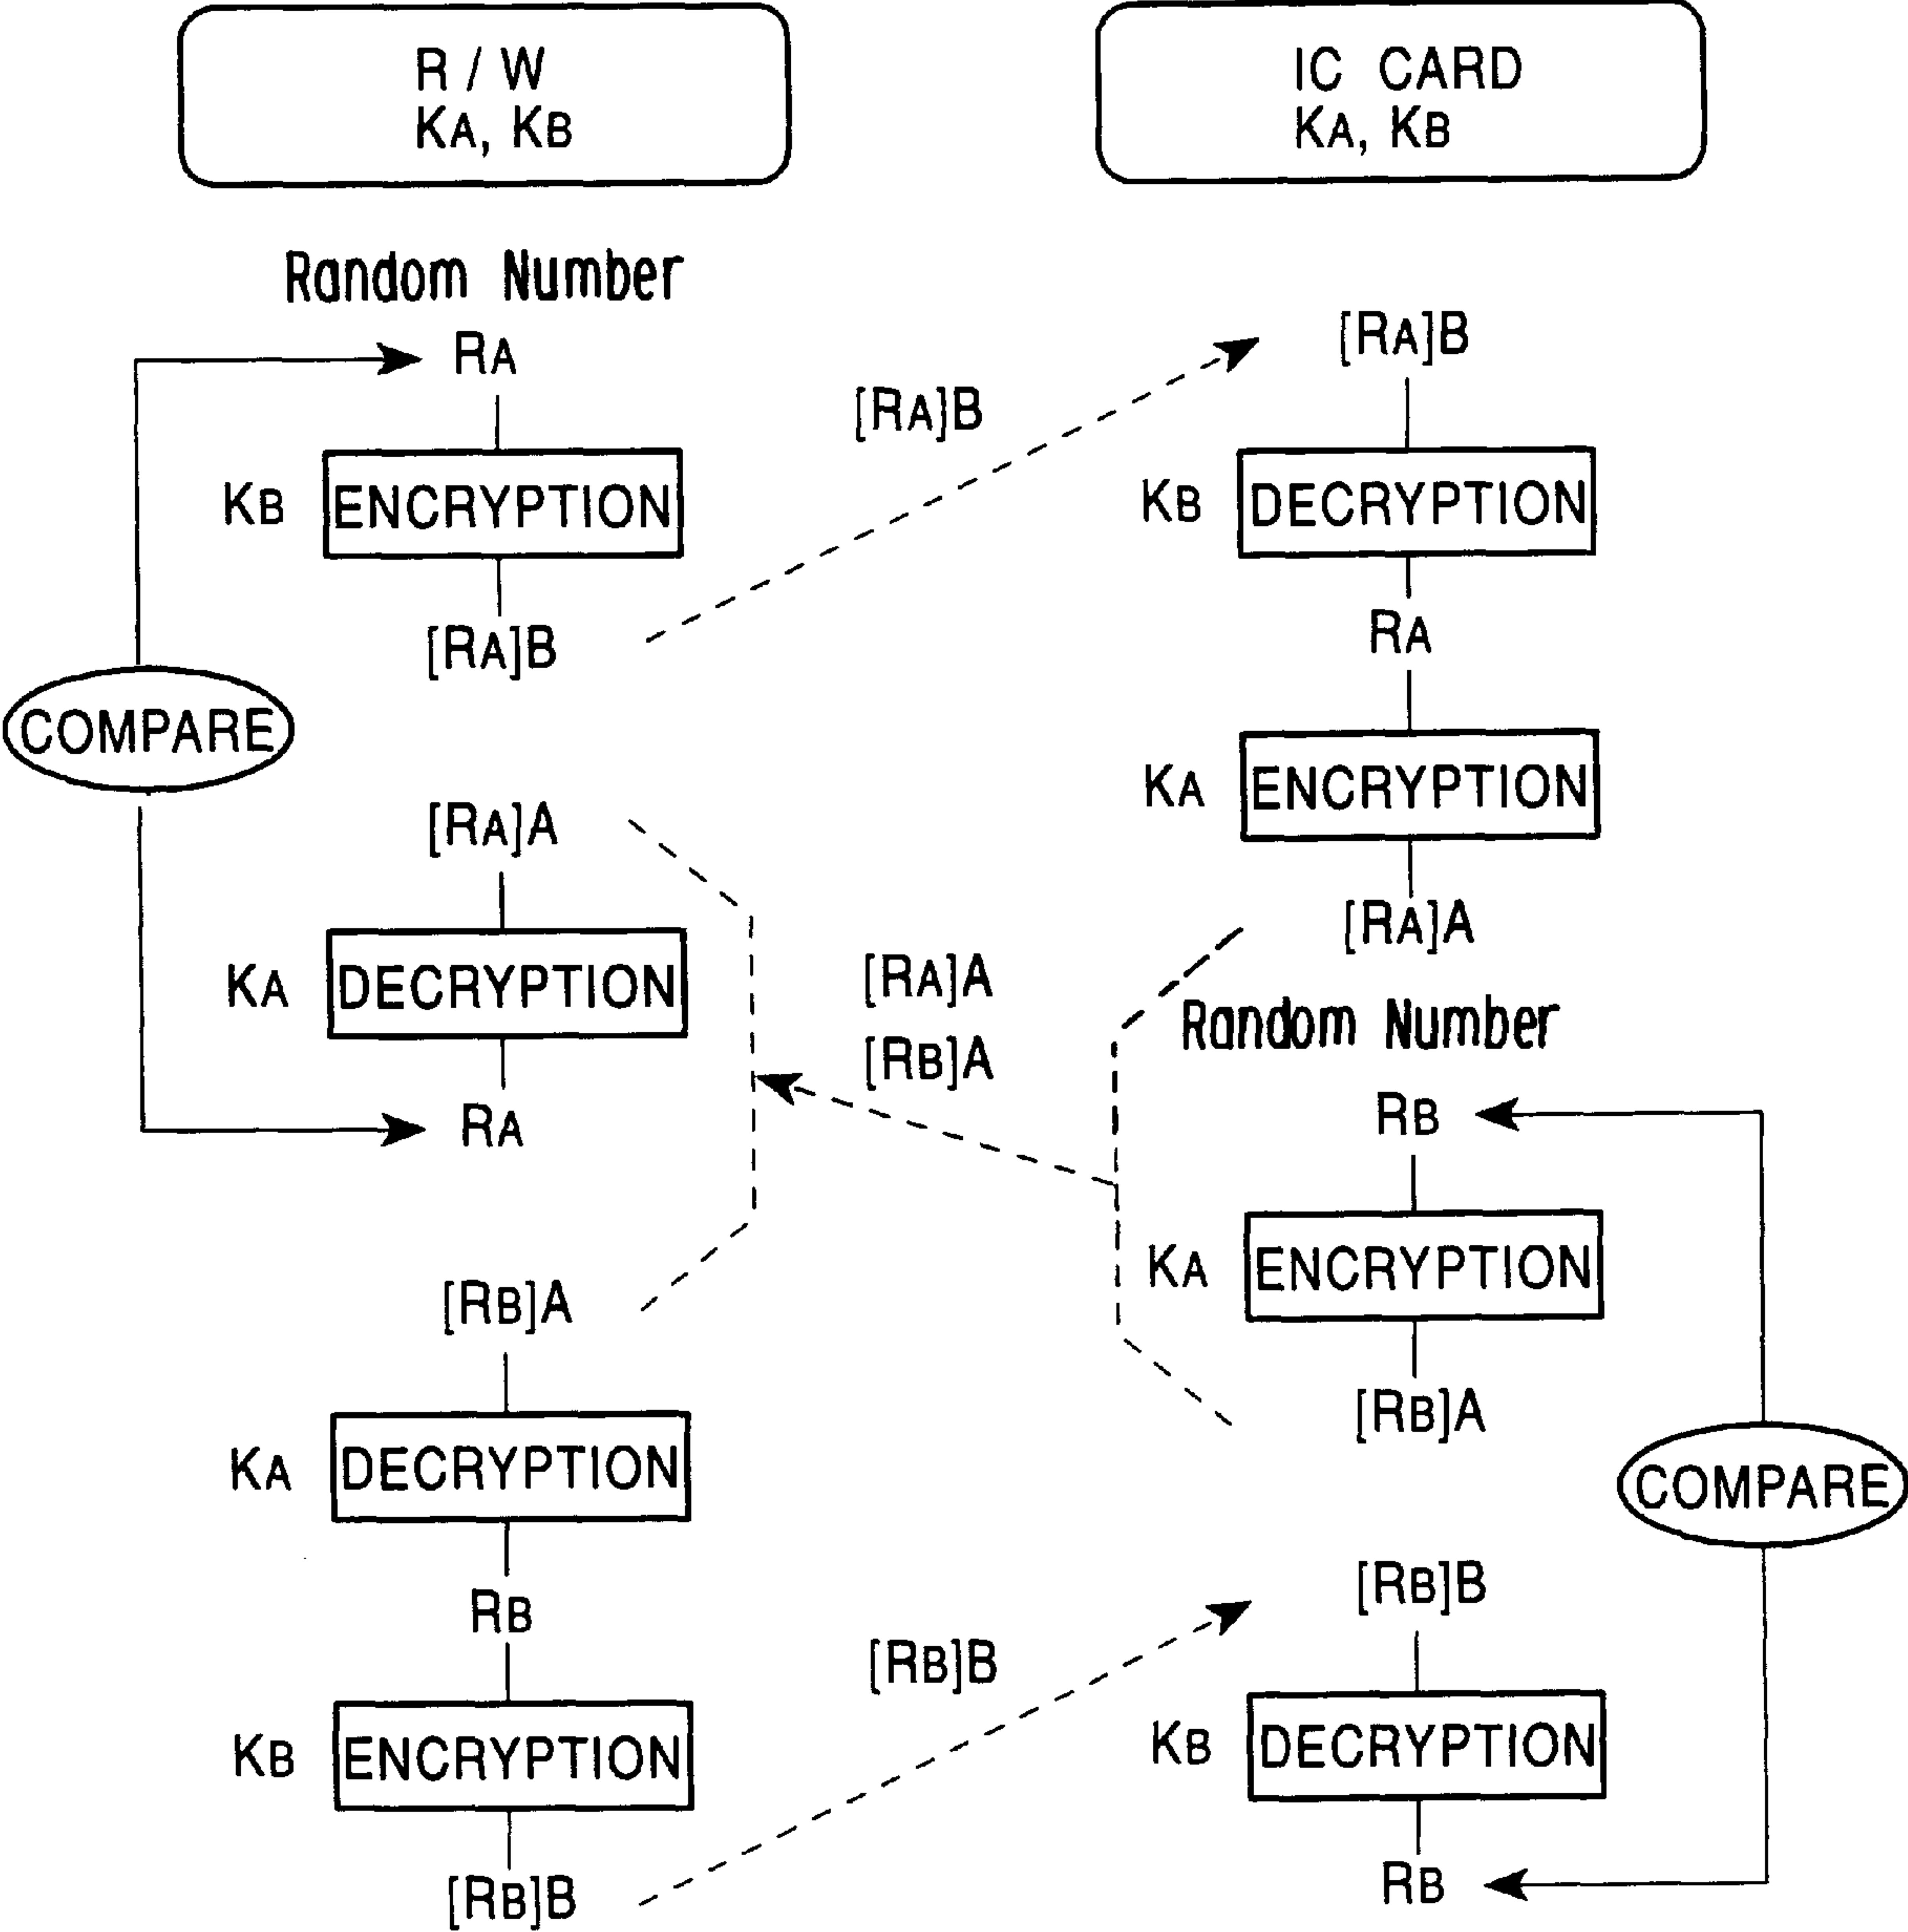 R / W
KA, KB
IC CARD
KA, KB
Random Number
RA
KB
ENCRYPTION
[RA]B
COMPARE
[RA]A
KA
DECRYPTION
RA
[RB]A
KA
DECRYPTION
RB
KB
ENCRYPTION
[RB]B
[RA]B
[RA]A
[RB]A
[RB]B
[RA]B
KB
DECRYPTION
RA
KA
ENCRYPTION
[RA]A
Random Number
RB
KA
ENCRYPTION
[RB]A
COMPARE
[RB]B
KB
DECRYPTION
RB